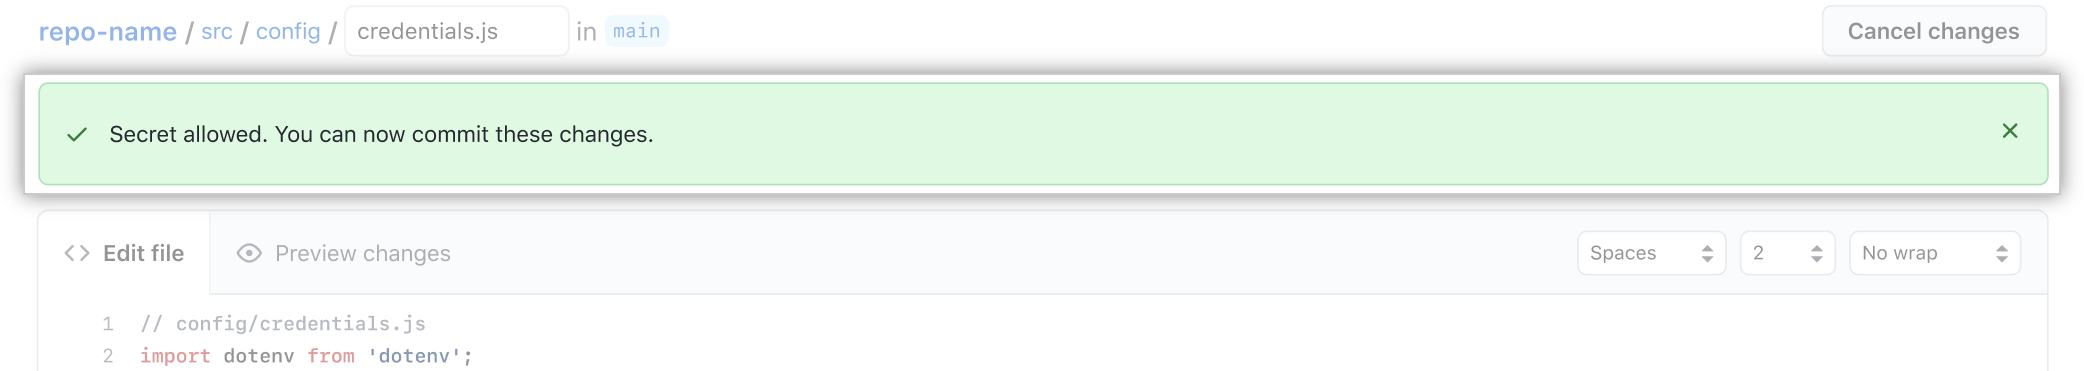 repo-name / src / config / credentials.js in main Cancel changes
Secret allowed. You can now commit these changes.
Edit file Preview changes Spaces 2 No wrap
1 // config/credentials.js
2 import dotenv from 'dotenv';